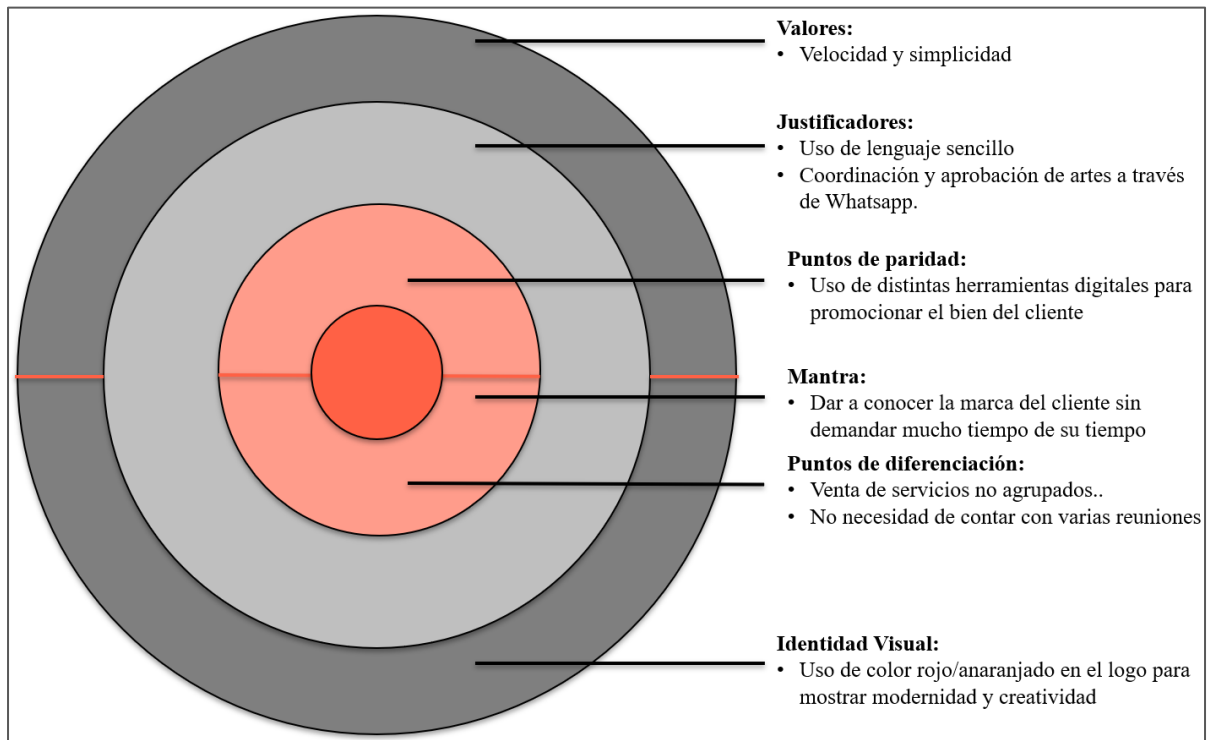 Valores:
• Velocidad y simplicidad
Justificadores:
• Uso de lenguaje sencillo
• Coordinación y aprobación de artes a través
de Whatsapp.
Puntos de paridad:
• Uso de distintas herramientas digitales para
promocionar el bien del cliente
Mantra:
• Dar a conocer la marca del cliente sin
demandar mucho tiempo de su tiempo
Puntos de diferenciación:
• Venta de servicios no agrupados..
• No necesidad de contar con varias reuniones
Identidad Visual:
• Uso de color rojo/anaranjado en el logo para
mostrar modernidad y creatividad